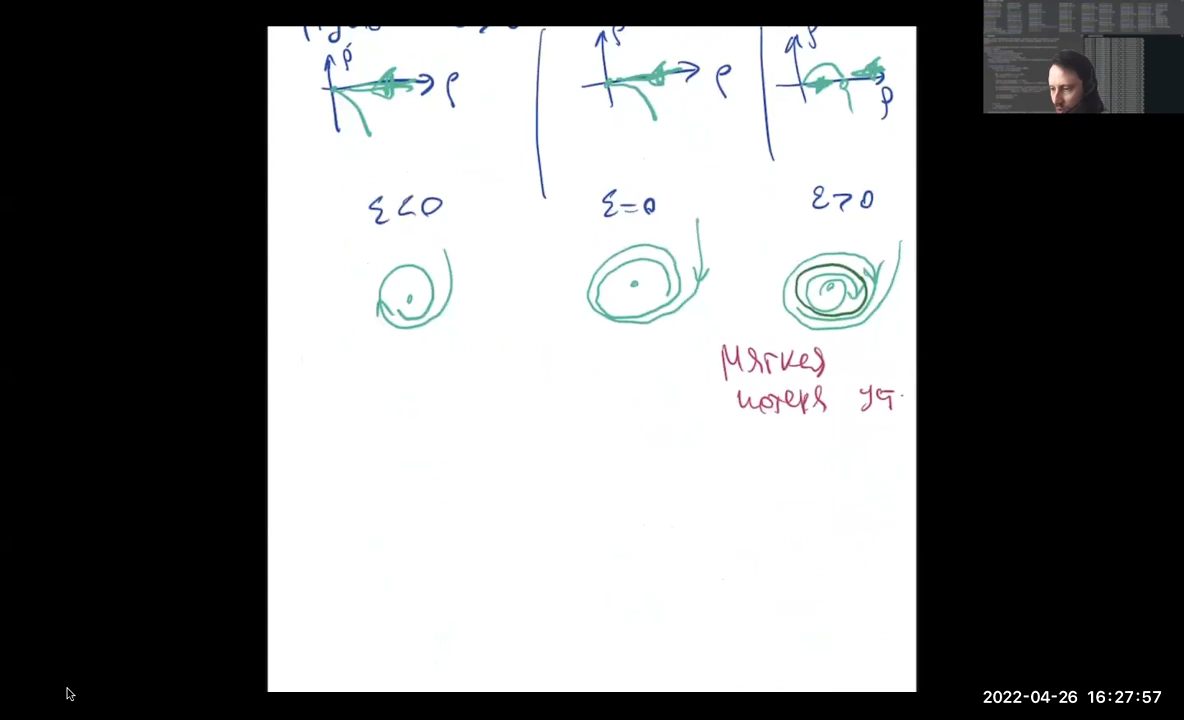 ρ̇ ρ ρ̇ ρ ρ̇ ρ
ε<0 ε=0 ε>0
Мягкая
потеря уст.
2022-04-26 16:27:57